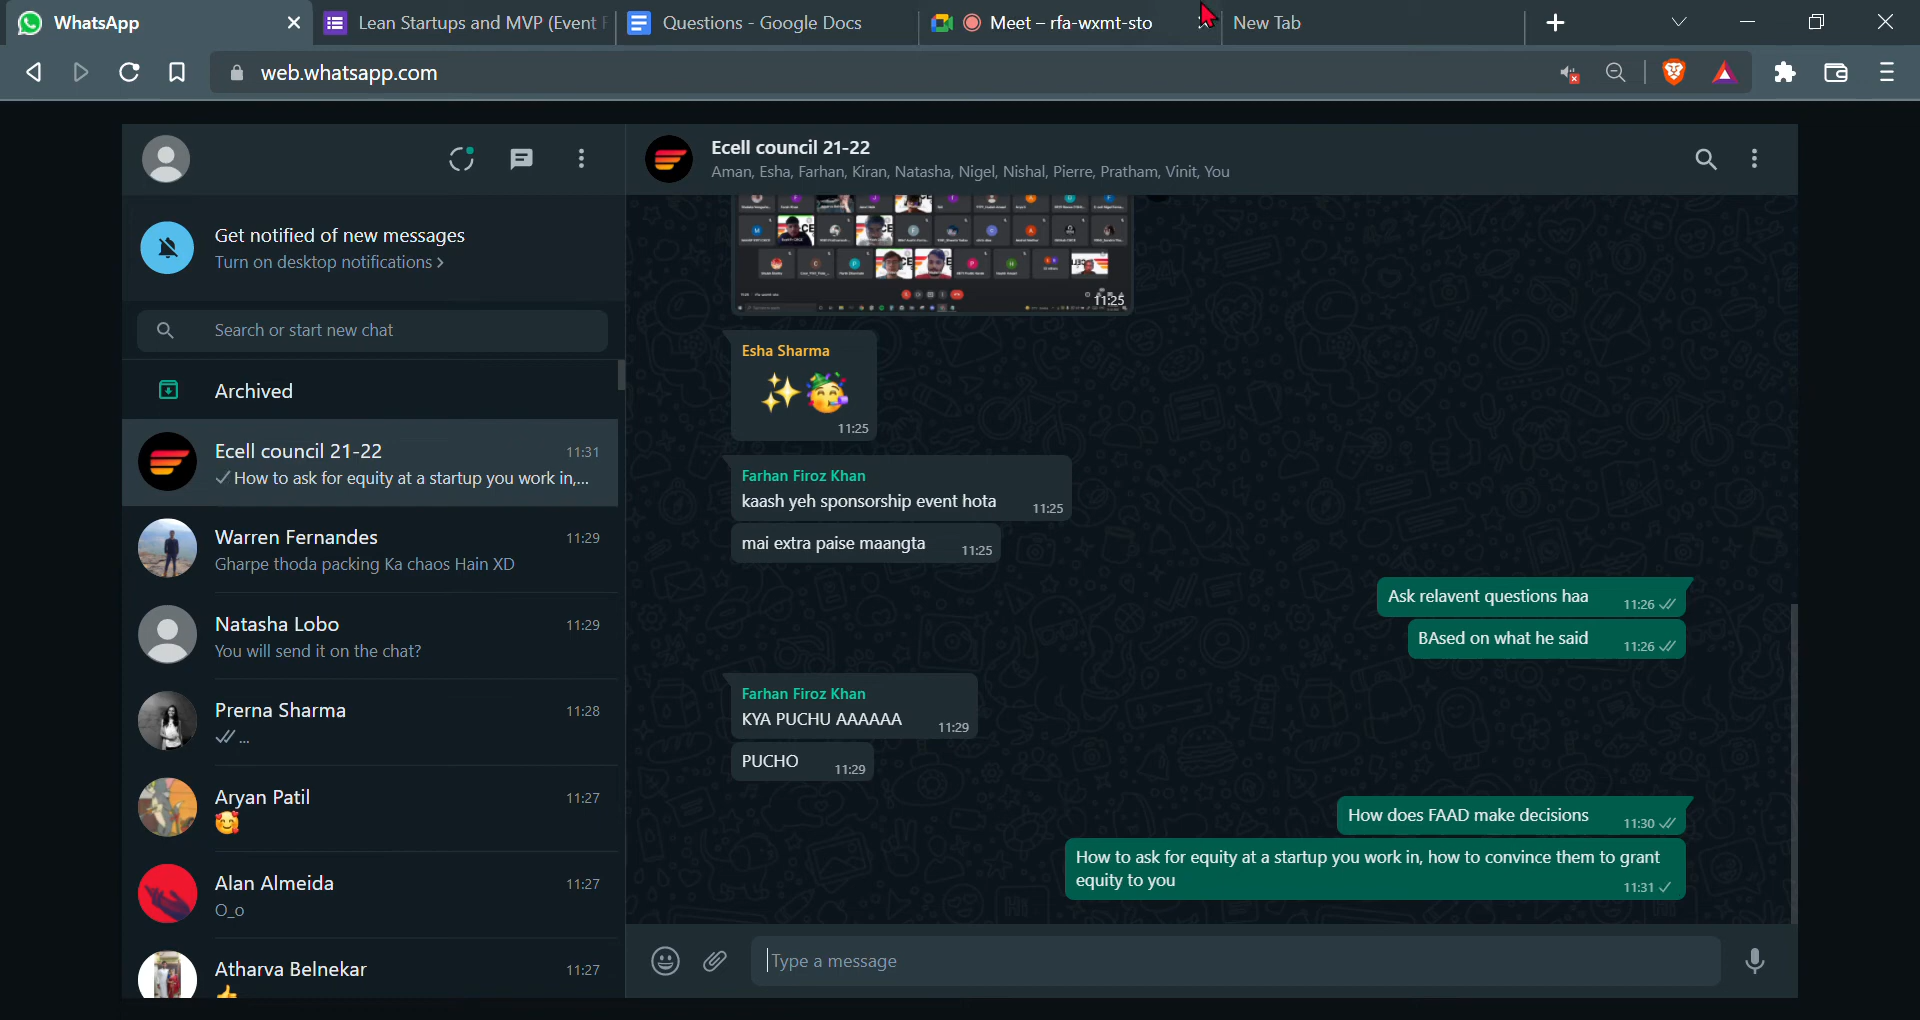 WhatsApp
Lean Startups and MVP (Event
Questions - Google Docs
Meet – rfa-wxmt-sto
New Tab
web.whatsapp.com
Get notified of new messages
Turn on desktop notifications >
Search or start new chat
Archived
Ecell council 21-22 11:31
How to ask for equity at a startup you work in,...
Warren Fernandes 11:29
Gharpe thoda packing Ka chaos Hain XD
Natasha Lobo 11:29
You will send it on the chat?
Prerna Sharma 11:28
...
Aryan Patil 11:27
🥰
Alan Almeida 11:27
O_o
Atharva Belnekar 11:27
👍
Ecell council 21-22
Aman, Esha, Farhan, Kiran, Natasha, Nigel, Nishal, Pierre, Pratham, Vinit, You
11:25
Esha Sharma
✨🥳
11:25
Farhan Firoz Khan
kaash yeh sponsorship event hota 11:25
mai extra paise maangta 11:25
Ask relavent questions haa 11:26
BAsed on what he said 11:26
Farhan Firoz Khan
KYA PUCHU AAAAAA 11:29
PUCHO 11:29
How does FAAD make decisions 11:30
How to ask for equity at a startup you work in, how to convince them to grant
equity to you 11:31
Type a message